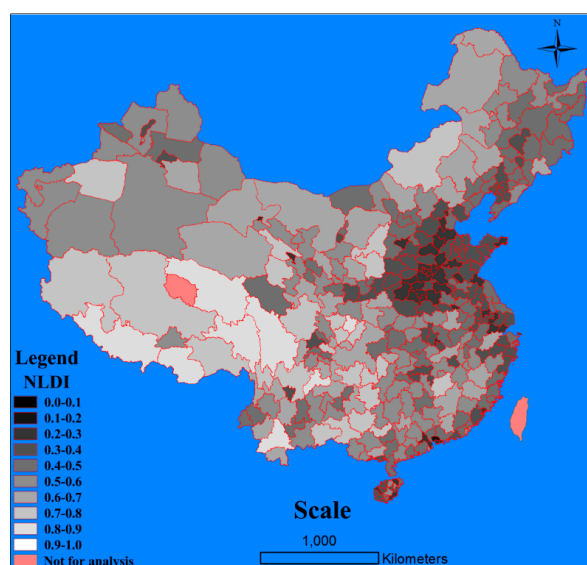 N
Legend
NLDI
0.0-0.1
0.1-0.2
0.2-0.3
0.3-0.4
0.4-0.5
0.5-0.6
0.6-0.7
0.7-0.8
0.8-0.9
0.9-1.0
Not for analysis
Scale
1,000
Kilometers